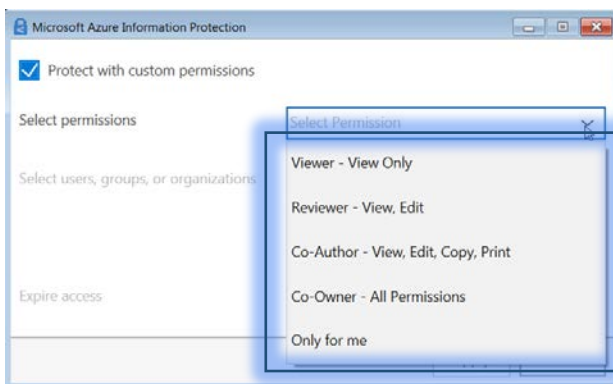 Microsoft Azure Information Protection
Protect with custom permissions
Select permissions
Select Permission
Viewer - View Only
Select users, groups, or organizations
Reviewer - View, Edit
Co-Author - View, Edit, Copy, Print
Expire access
Co-Owner - All Permissions
Only for me